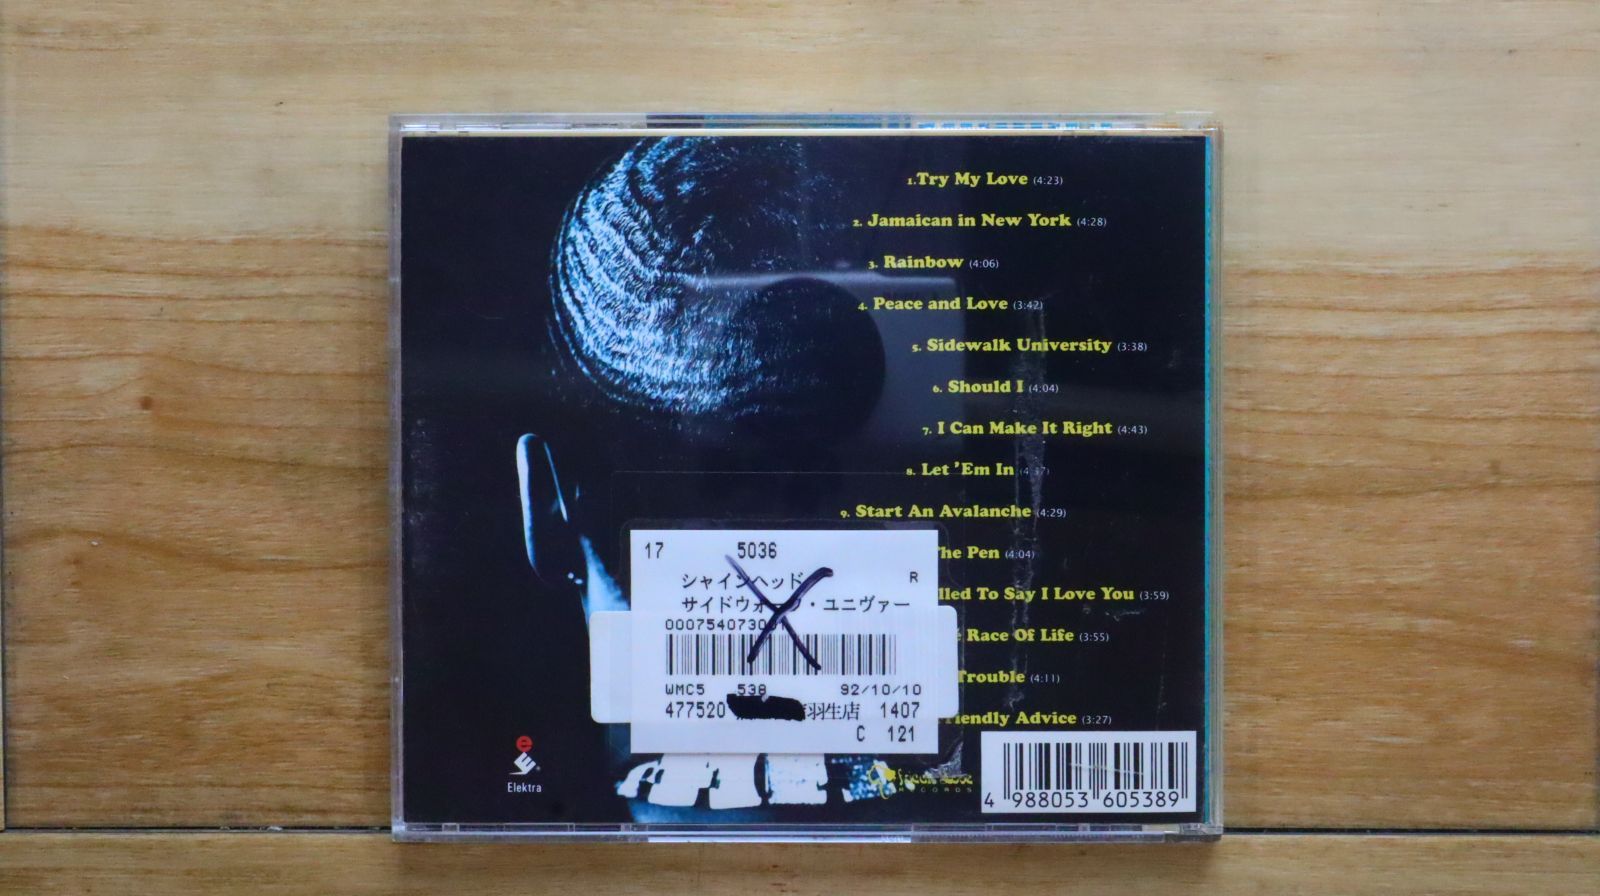 1. Try My Love (4:23)
2. Jamaican in New York (4:28)
3. Rainbow (4:06)
4. Peace and Love (3:42)
5. Sidewalk University (3:38)
6. Should I (4:04)
7. I Can Make It Right (4:43)
8. Let 'Em In
9. Start An Avalanche (4:29)
The Pen (4:04)
lled To Say I Love You (3:59)
Race Of Life (3:55)
Trouble (4:11)
iendly Advice (3:27)
17 5036
シャインヘッド R
サイドウォーク・ユニヴァー
WMC5 538 92/10/10
477520 羽生店 1407
C 121
Elektra
RECORDS
4 988053 605389